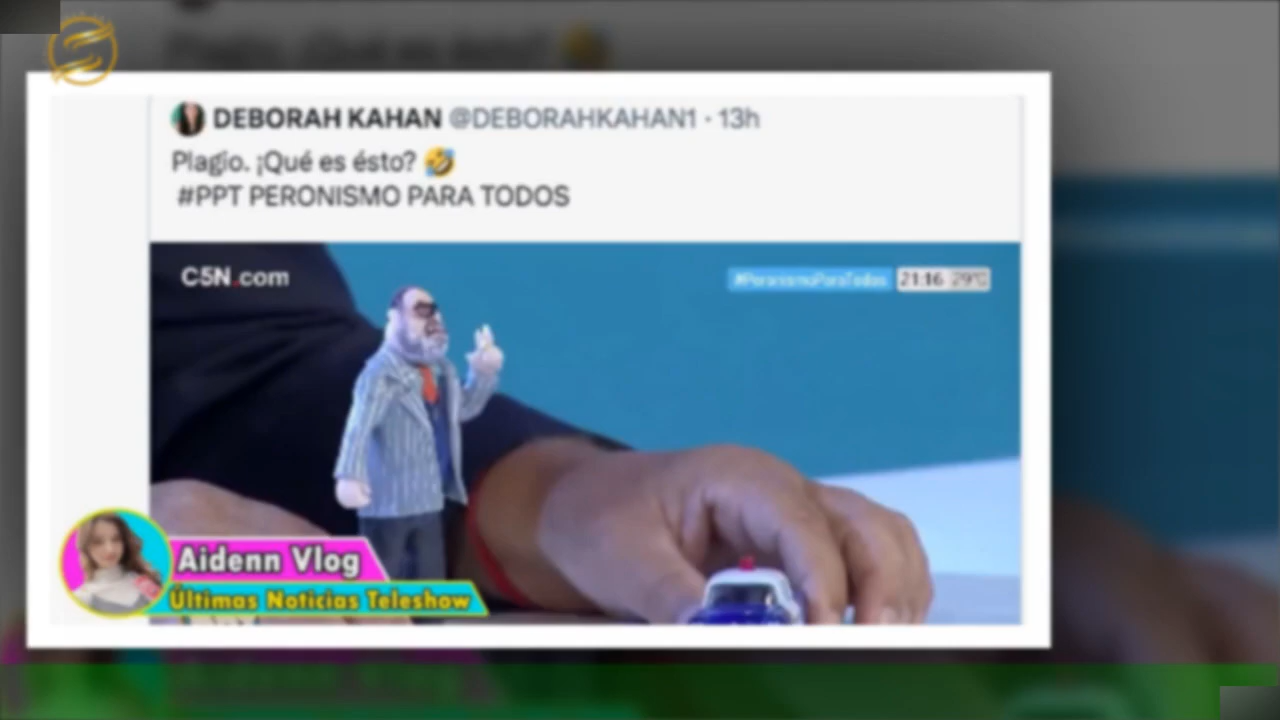 DEBORAH KAHAN @DEBORAHKAHAN1 · 13h
Plagio. ¡Qué es ésto? 🤣
#PPT PERONISMO PARA TODOS
C5N.com
#PeronismoParaTodos 21:16 29°C
Aidenn Vlog
Últimas Noticias Teleshow